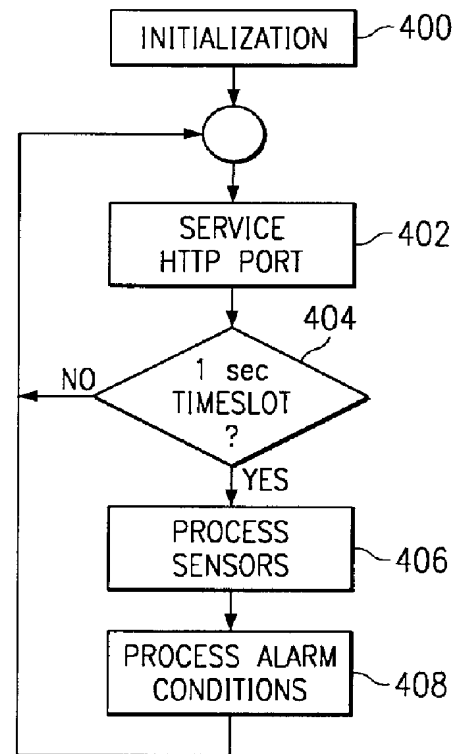 INITIALIZATION
400
SERVICE
HTTP PORT
402
404
1 sec
TIMESLOT
?
NO
YES
PROCESS
SENSORS
406
PROCESS ALARM
CONDITIONS
408